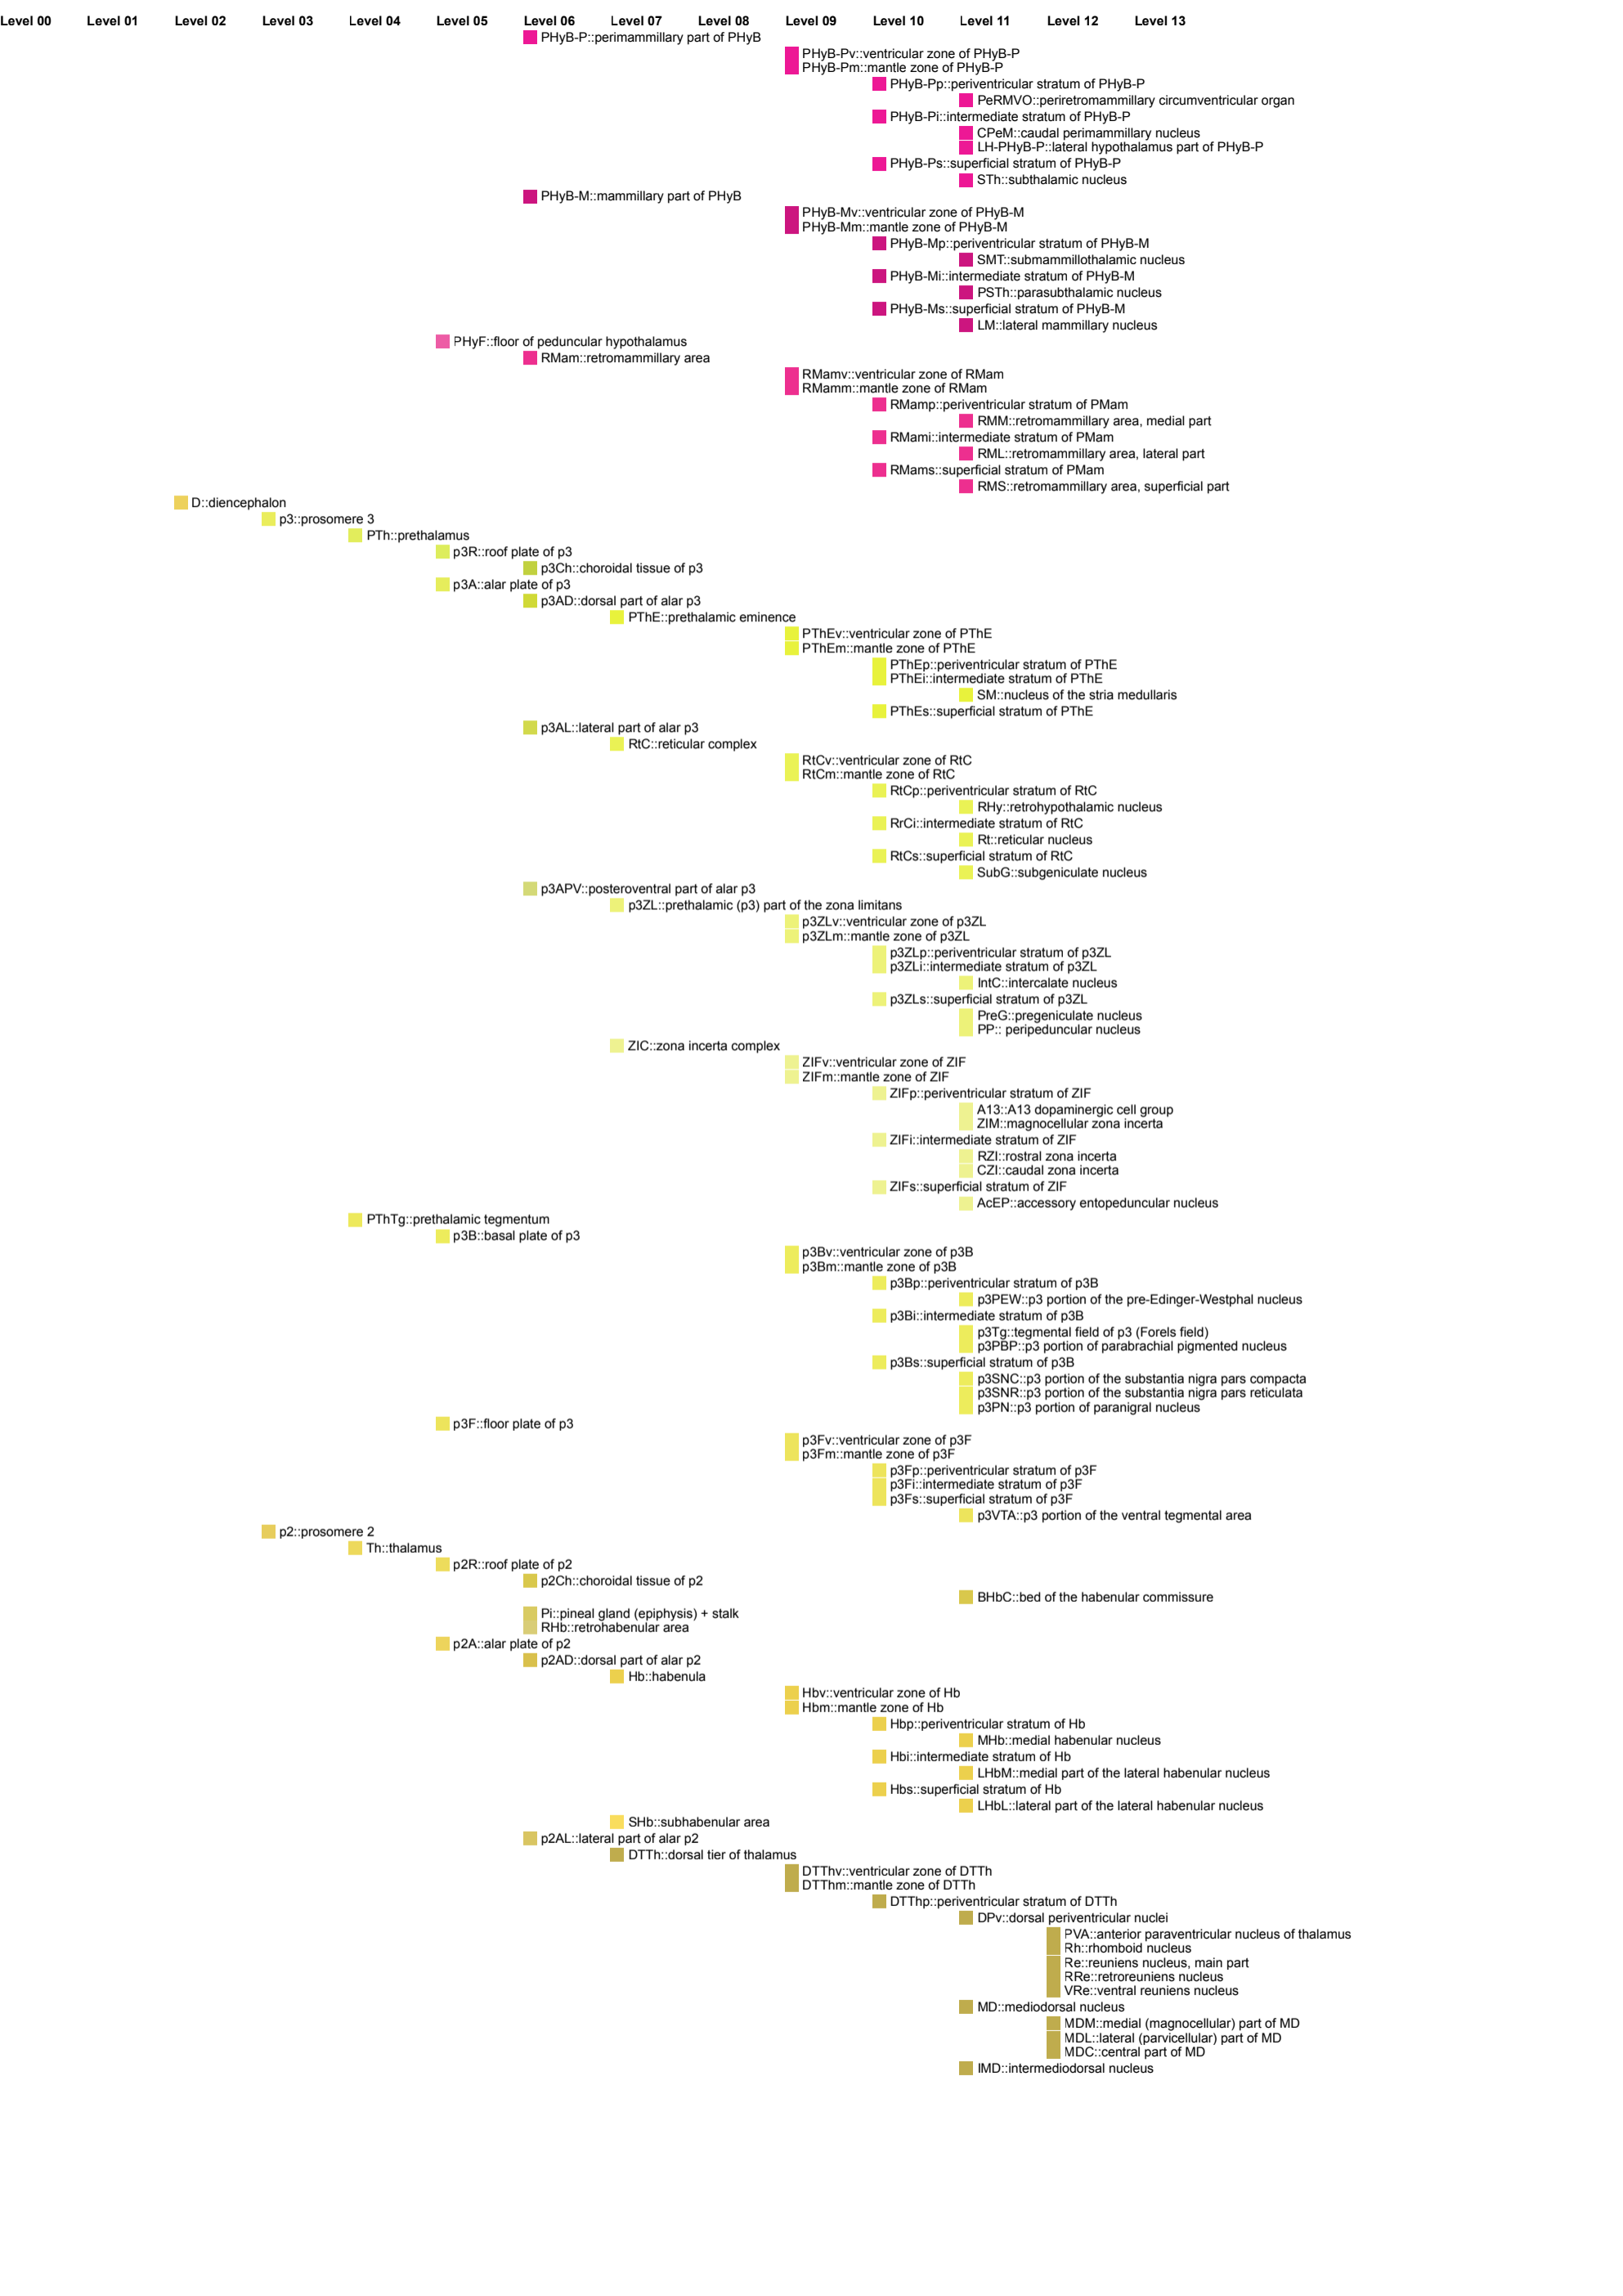 Level 00 Level 01 Level 02 Level 03 Level 04 Level 05 Level 06 Level 07 Level 08 Level 09 Level 10 Level 11 Level 12 Level 13
PHyB-P::perimammillary part of PHyB
PHyB-Pv::ventricular zone of PHyB-P
PHyB-Pm::mantle zone of PHyB-P
PHyB-Pp::periventricular stratum of PHyB-P
PeRMVO::periretromammillary circumventricular organ
PHyB-Pi::intermediate stratum of PHyB-P
CPeM::caudal perimammillary nucleus
LH-PHyB-P::lateral hypothalamus part of PHyB-P
PHyB-Ps::superficial stratum of PHyB-P
STh::subthalamic nucleus
PHyB-M::mammillary part of PHyB
PHyB-Mv::ventricular zone of PHyB-M
PHyB-Mm::mantle zone of PHyB-M
PHyB-Mp::periventricular stratum of PHyB-M
SMT::submammillothalamic nucleus
PHyB-Mi::intermediate stratum of PHyB-M
PSTh::parasubthalamic nucleus
PHyB-Ms::superficial stratum of PHyB-M
LM::lateral mammillary nucleus
PHyF::floor of peduncular hypothalamus
RMam::retromammillary area
RMamv::ventricular zone of RMam
RMamm::mantle zone of RMam
RMamp::periventricular stratum of PMam
RMM::retromammillary area, medial part
RMami::intermediate stratum of PMam
RML::retromammillary area, lateral part
RMams::superficial stratum of PMam
RMS::retromammillary area, superficial part
D::diencephalon
p3::prosomere 3
PTh::prethalamus
p3R::roof plate of p3
p3Ch::choroidal tissue of p3
p3A::alar plate of p3
p3AD::dorsal part of alar p3
PThE::prethalamic eminence
PThEv::ventricular zone of PThE
PThEm::mantle zone of PThE
PThEp::periventricular stratum of PThE
PThEi::intermediate stratum of PThE
SM::nucleus of the stria medullaris
PThEs::superficial stratum of PThE
p3AL::lateral part of alar p3
RtC::reticular complex
RtCv::ventricular zone of RtC
RtCm::mantle zone of RtC
RtCp::periventricular stratum of RtC
RHy::retrohypothalamic nucleus
RrCi::intermediate stratum of RtC
Rt::reticular nucleus
RtCs::superficial stratum of RtC
SubG::subgeniculate nucleus
p3APV::posteroventral part of alar p3
p3ZL::prethalamic (p3) part of the zona limitans
p3ZLv::ventricular zone of p3ZL
p3ZLm::mantle zone of p3ZL
p3ZLp::periventricular stratum of p3ZL
p3ZLi::intermediate stratum of p3ZL
IntC::intercalate nucleus
p3ZLs::superficial stratum of p3ZL
PreG::pregeniculate nucleus
PP:: peripeduncular nucleus
ZIC::zona incerta complex
ZIFv::ventricular zone of ZIF
ZIFm::mantle zone of ZIF
ZIFp::periventricular stratum of ZIF
A13::A13 dopaminergic cell group
ZIM::magnocellular zona incerta
ZIFi::intermediate stratum of ZIF
RZI::rostral zona incerta
CZI::caudal zona incerta
ZIFs::superficial stratum of ZIF
AcEP::accessory entopeduncular nucleus
PThTg::prethalamic tegmentum
p3B::basal plate of p3
p3Bv::ventricular zone of p3B
p3Bm::mantle zone of p3B
p3Bp::periventricular stratum of p3B
p3PEW::p3 portion of the pre-Edinger-Westphal nucleus
p3Bi::intermediate stratum of p3B
p3Tg::tegmental field of p3 (Forels field)
p3PBP::p3 portion of parabrachial pigmented nucleus
p3Bs::superficial stratum of p3B
p3SNC::p3 portion of the substantia nigra pars compacta
p3SNR::p3 portion of the substantia nigra pars reticulata
p3PN::p3 portion of paranigral nucleus
p3F::floor plate of p3
p3Fv::ventricular zone of p3F
p3Fm::mantle zone of p3F
p3Fp::periventricular stratum of p3F
p3Fi::intermediate stratum of p3F
p3Fs::superficial stratum of p3F
p3VTA::p3 portion of the ventral tegmental area
p2::prosomere 2
Th::thalamus
p2R::roof plate of p2
p2Ch::choroidal tissue of p2
BHbC::bed of the habenular commissure
Pi::pineal gland (epiphysis) + stalk
RHb::retrohabenular area
p2A::alar plate of p2
p2AD::dorsal part of alar p2
Hb::habenula
Hbv::ventricular zone of Hb
Hbm::mantle zone of Hb
Hbp::periventricular stratum of Hb
MHb::medial habenular nucleus
Hbi::intermediate stratum of Hb
LHbM::medial part of the lateral habenular nucleus
Hbs::superficial stratum of Hb
LHbL::lateral part of the lateral habenular nucleus
SHb::subhabenular area
p2AL::lateral part of alar p2
DTTh::dorsal tier of thalamus
DTThv::ventricular zone of DTTh
DTThm::mantle zone of DTTh
DTThp::periventricular stratum of DTTh
DPv::dorsal periventricular nuclei
PVA::anterior paraventricular nucleus of thalamus
Rh::rhomboid nucleus
Re::reuniens nucleus, main part
RRe::retroreuniens nucleus
VRe::ventral reuniens nucleus
MD::mediodorsal nucleus
MDM::medial (magnocellular) part of MD
MDL::lateral (parvicellular) part of MD
MDC::central part of MD
IMD::intermediodorsal nucleus